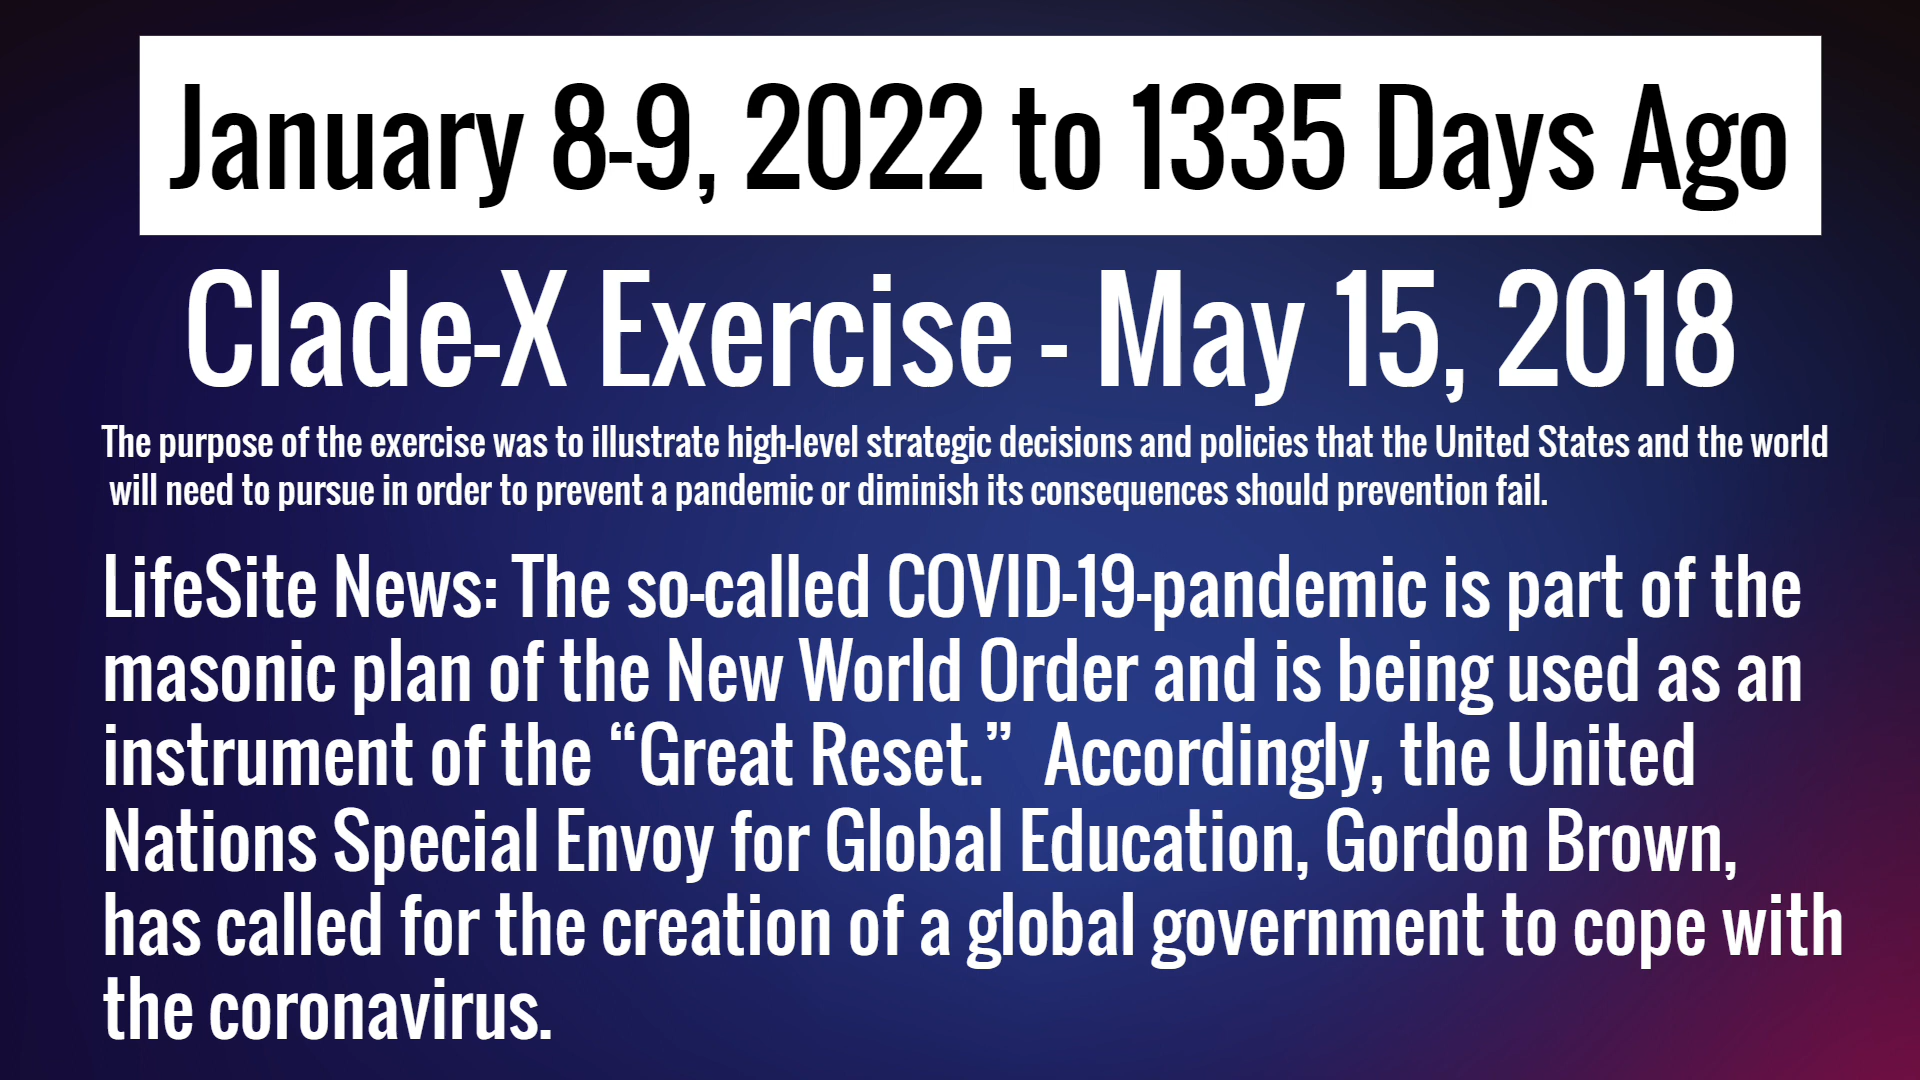 January 8-9, 2022 to 1335 Days Ago
Clade-X Exercise - May 15, 2018
The purpose of the exercise was to illustrate high-level strategic decisions and policies that the United States and the world
will need to pursue in order to prevent a pandemic or diminish its consequences should prevention fail.
LifeSite News: The so-called COVID-19-pandemic is part of the
masonic plan of the New World Order and is being used as an
instrument of the “Great Reset.” Accordingly, the United
Nations Special Envoy for Global Education, Gordon Brown,
has called for the creation of a global government to cope with
the coronavirus.